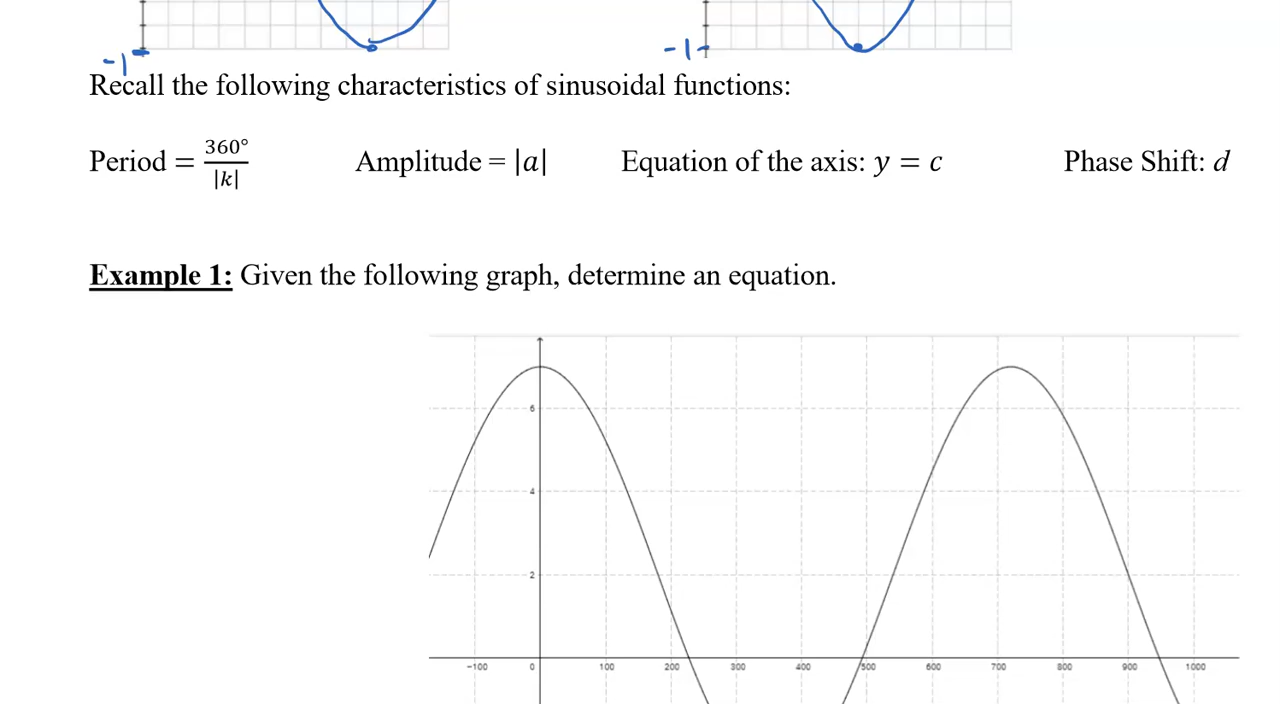 -1 -1
Recall the following characteristics of sinusoidal functions:
Period = 360°/|k| Amplitude = |a| Equation of the axis: y = c Phase Shift: d
Example 1: Given the following graph, determine an equation.
6
4
2
-100 0 100 200 300 400 500 600 700 800 900 1000